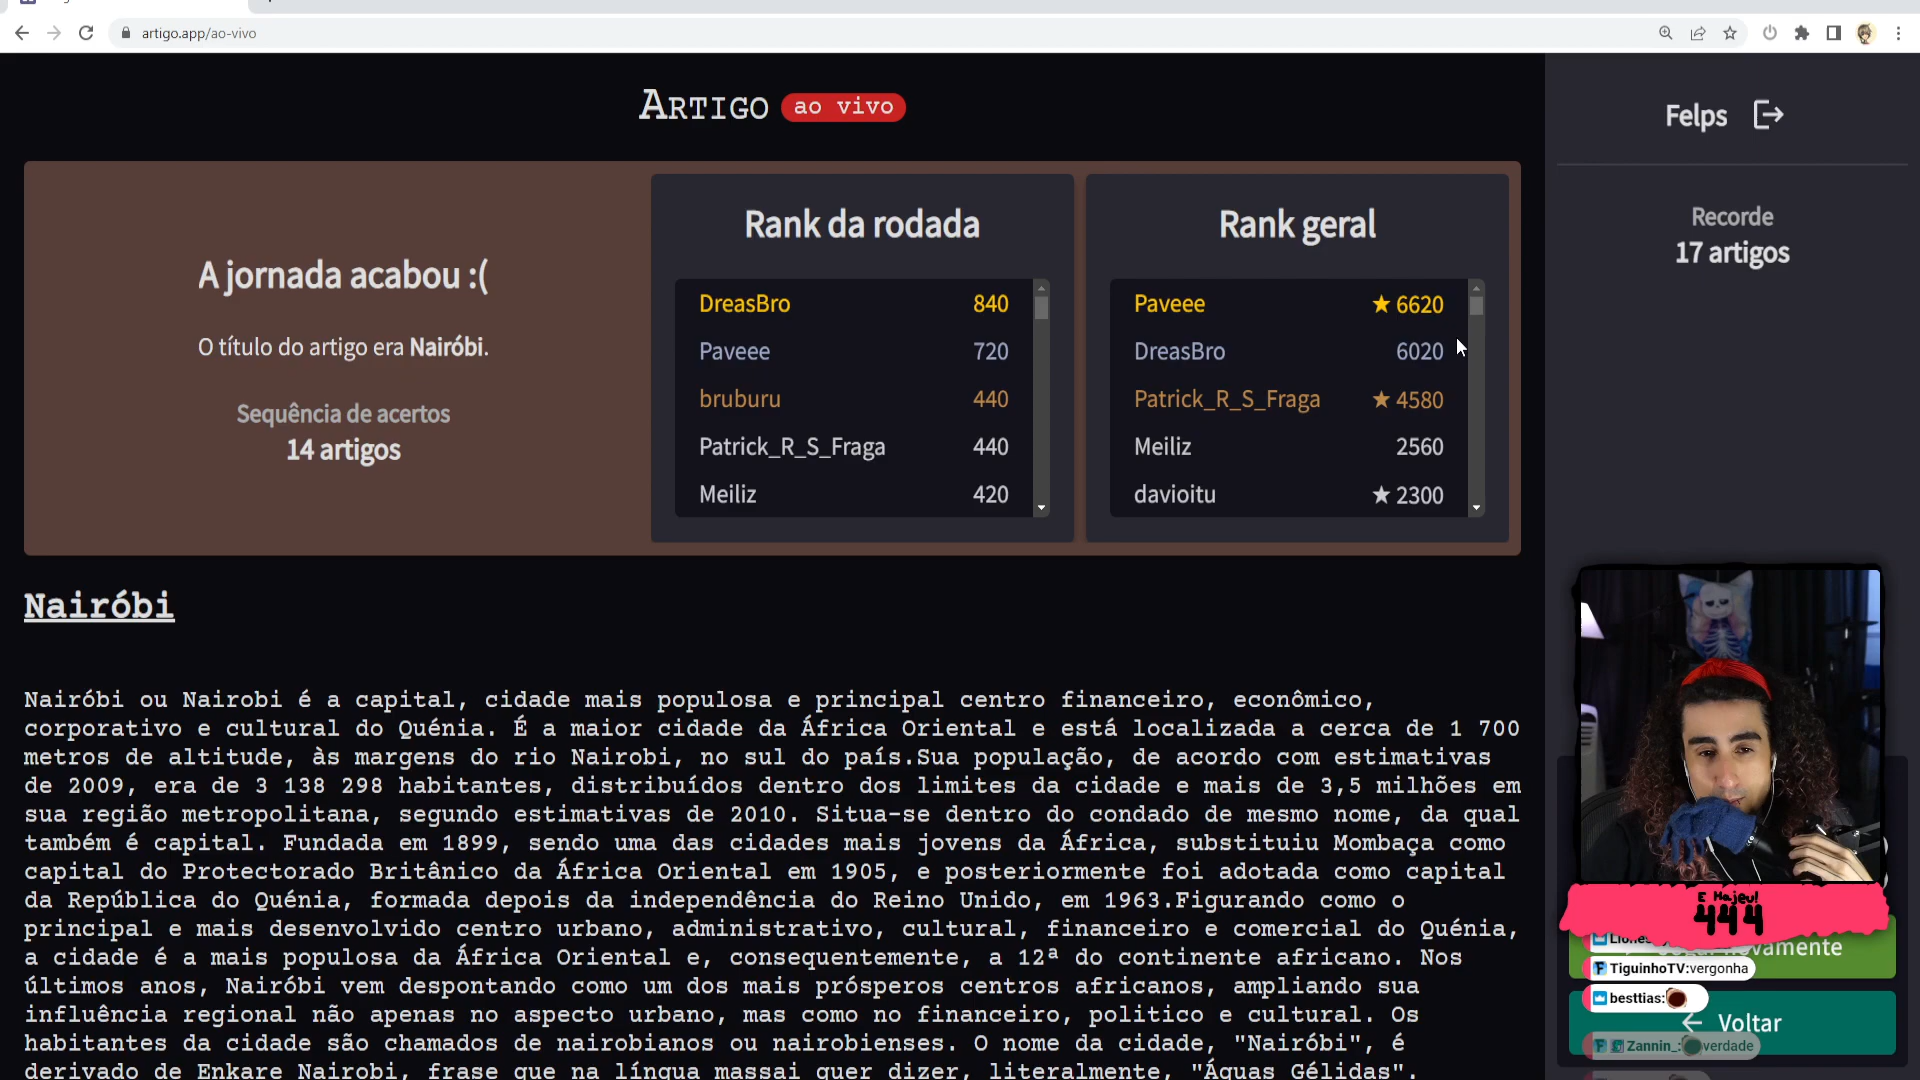 artigo.app/ao-vivo
ARTIGO ao vivo
Felps
Recorde
17 artigos
A jornada acabou :(
O título do artigo era Nairóbi.
Sequência de acertos
14 artigos
Rank da rodada
DreasBro 840
Paveee 720
bruburu 440
Patrick_R_S_Fraga 440
Meiliz 420
Rank geral
Paveee ★ 6620
DreasBro 6020
Patrick_R_S_Fraga ★ 4580
Meiliz 2560
davioitu ★ 2300
Nairóbi
Nairóbi ou Nairobi é a capital, cidade mais populosa e principal centro financeiro, econômico,
corporativo e cultural do Quénia. É a maior cidade da África Oriental e está localizada a cerca de 1 700
metros de altitude, às margens do rio Nairobi, no sul do país.Sua população, de acordo com estimativas
de 2009, era de 3 138 298 habitantes, distribuídos dentro dos limites da cidade e mais de 3,5 milhões em
sua região metropolitana, segundo estimativas de 2010. Situa-se dentro do condado de mesmo nome, da qual
também é capital. Fundada em 1899, sendo uma das cidades mais jovens da África, substituiu Mombaça como
capital do Protectorado Britânico da África Oriental em 1905, e posteriormente foi adotada como capital
da República do Quénia, formada depois da independência do Reino Unido, em 1963.Figurando como o
principal e mais desenvolvido centro urbano, administrativo, cultural, financeiro e comercial do Quénia,
a cidade é a mais populosa da África Oriental e, consequentemente, a 12ª do continente africano. Nos
últimos anos, Nairóbi vem despontando como um dos mais prósperos centros africanos, ampliando sua
influência regional não apenas no aspecto urbano, mas como no financeiro, politico e cultural. Os
habitantes da cidade são chamados de nairobianos ou nairobienses. O nome da cidade, "Nairóbi", é
derivado de Enkare Nairobi, frase que na língua massai quer dizer, literalmente, "Águas Gélidas".
E Hajeu!
444
TiguinhoTV:vergonha
besttias:
← Voltar
Zannin_: verdade